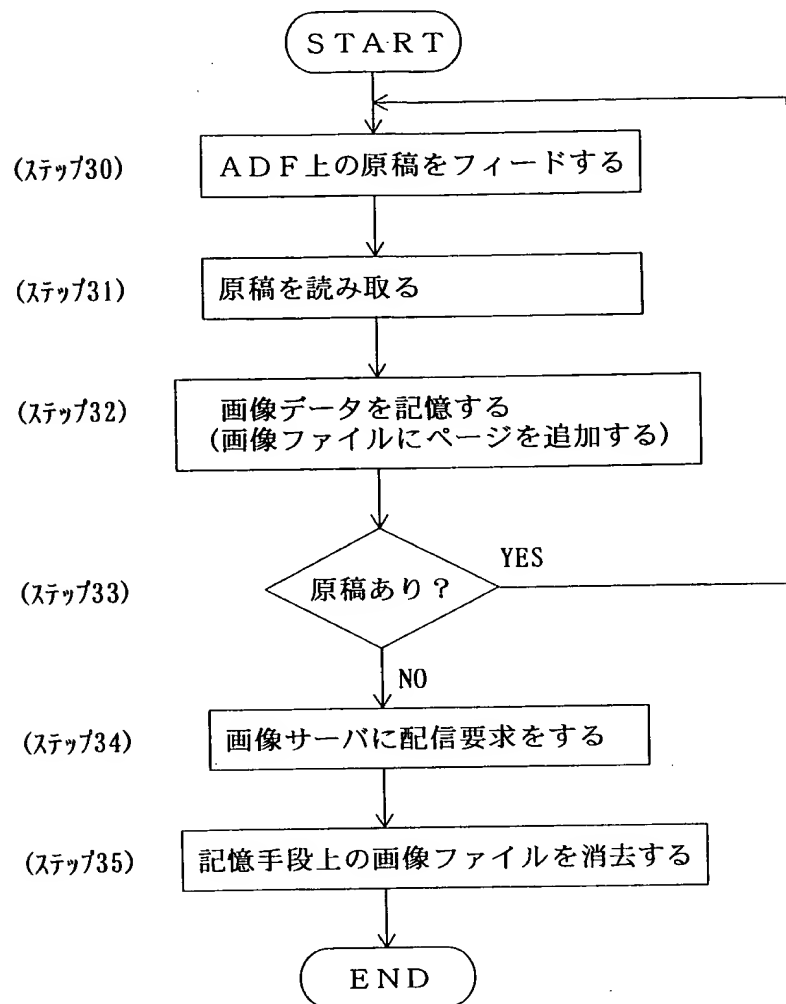 START
(ステップ30)
ADF上の原稿をフィードする
(ステップ31)
原稿を読み取る
(ステップ32)
画像データを記憶する
(画像ファイルにページを追加する)
(ステップ33)
原稿あり?
YES
NO
(ステップ34)
画像サーバに配信要求をする
(ステップ35)
記憶手段上の画像ファイルを消去する
END